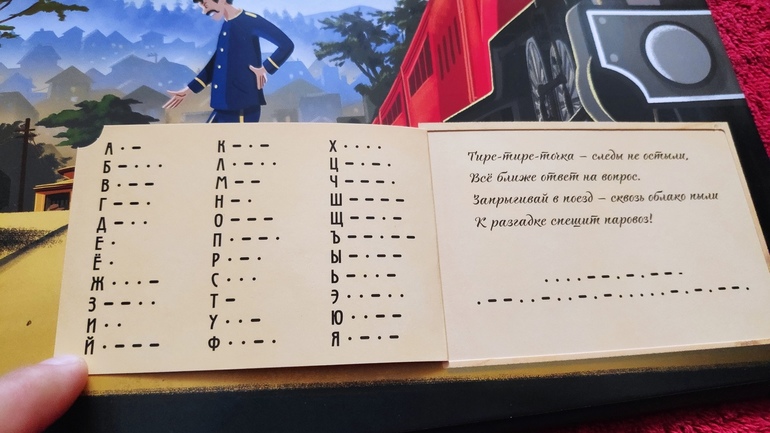 А · –
Б – · · ·
В · – –
Г – – ·
Д – · ·
Е ·
Ё ·
Ж · · · –
З – – · ·
И · ·
Й · – – –
К – · –
Л · – · ·
М – –
Н – ·
О – – –
П · – – ·
Р · – ·
С · · ·
Т –
У · · –
Ф · · – ·
Х · · · ·
Ц – · – ·
Ч – – – ·
Ш – – – –
Щ – – · –
Ъ · – – · – ·
Ы – · – –
Ь – · · –
Э · · – · ·
Ю · · – –
Я · – · –
Тире-тире-точка – следы не остыли,
Всё ближе ответ на вопрос.
Запрыгивай в поезд – сквозь облако пыли
К разгадке спешит паровоз!